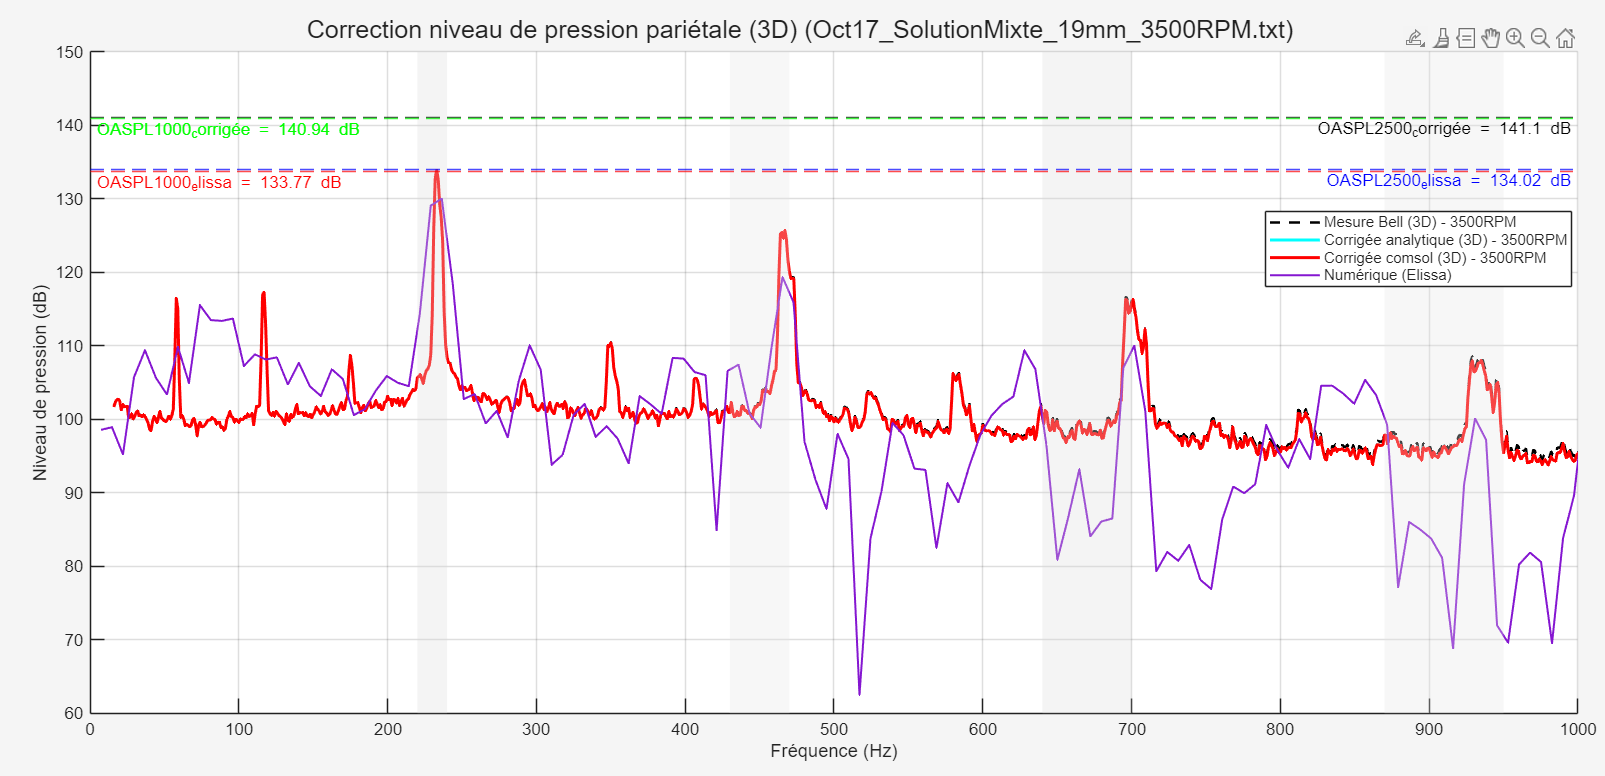 Correction niveau de pression pariétale (3D) (Oct17_SolutionMixte_19mm_3500RPM.txt)
150
140
130
120
110
100
90
80
70
60
Niveau de pression (dB)
OASPL1000corrigée = 140.94 dB
OASPL2500corrigée = 141.1 dB
OASPL1000elissa = 133.77 dB
OASPL2500elissa = 134.02 dB
Mesure Bell (3D) - 3500RPM
Corrigée analytique (3D) - 3500RPM
Corrigée comsol (3D) - 3500RPM
Numérique (Elissa)
0 100 200 300 400 500 600 700 800 900 1000
Fréquence (Hz)